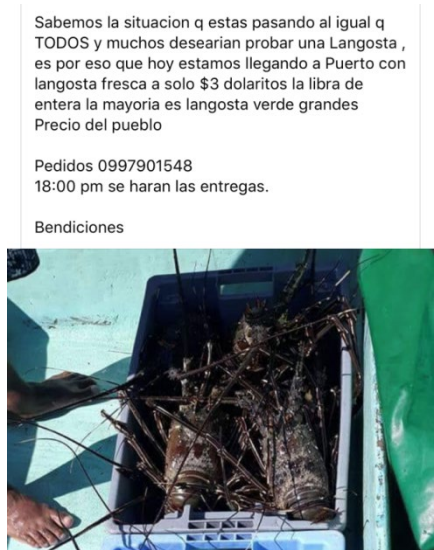 Sabemos la situacion q estas pasando al igual q
TODOS y muchos desearian probar una Langosta ,
es por eso que hoy estamos llegando a Puerto con
langosta fresca a solo $3 dolaritos la libra de
entera la mayoria es langosta verde grandes
Precio del pueblo
Pedidos 0997901548
18:00 pm se haran las entregas.
Bendiciones